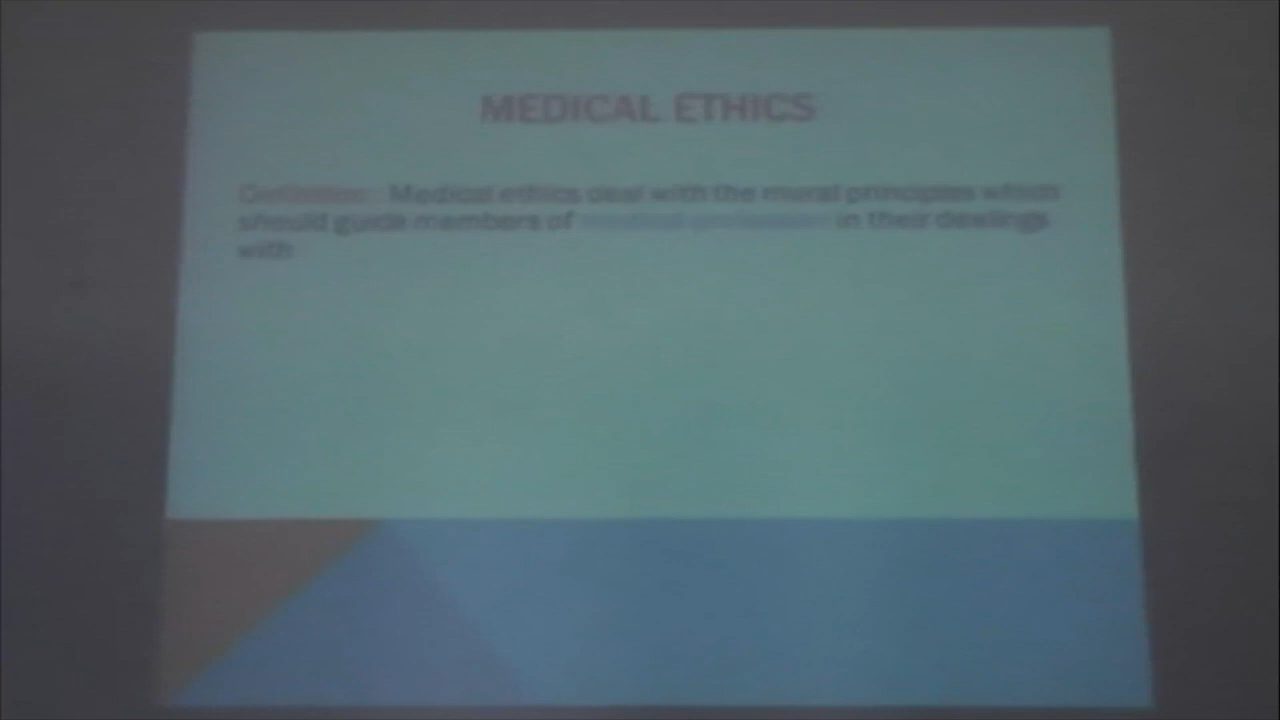 MEDICAL ETHICS
Definition: Medical ethics deal with the moral principles which
should guide members of medical profession in their dealings
with